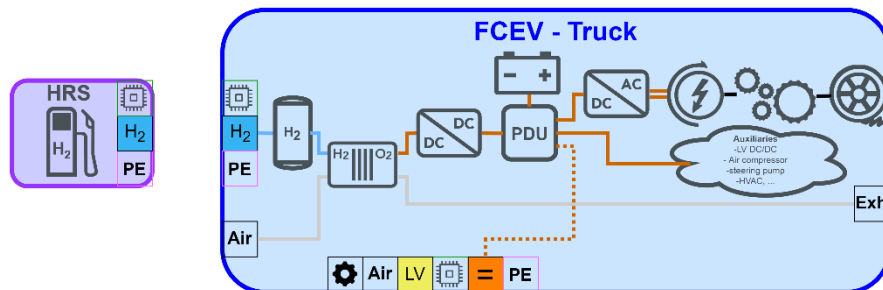 FCEV - Truck
HRS
H2
H2
PE
H2
PE
H2
H2 O2
DC DC
PDU
- +
DC AC
Auxiliaries
-LV DC/DC
- Air compressor
-steering pump
-HVAC, ...
Air
Exh
Air LV = PE